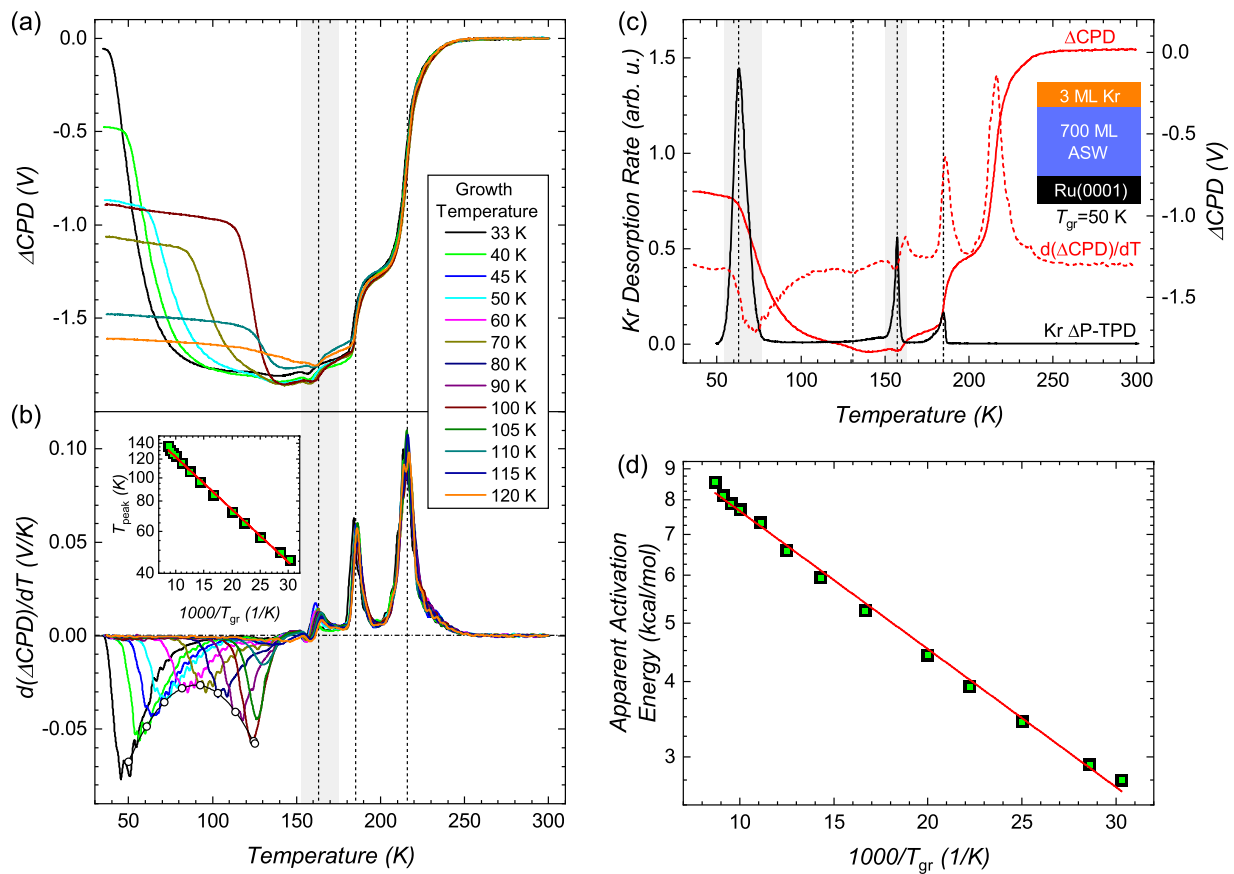 (a)
0.0
-0.5
-1.0
-1.5
ΔCPD (V)
Growth
Temperature
33 K
40 K
45 K
50 K
60 K
70 K
80 K
90 K
100 K
105 K
110 K
115 K
120 K
(b)
0.10
0.05
0.00
-0.05
d(ΔCPD)/dT (V/K)
140
120
100
80
60
40
T_peak (K)
10 15 20 25 30
1000/T_gr (1/K)
50 100 150 200 250 300
Temperature (K)
(c)
50 100 150 200 250 300
1.5
1.0
0.5
0.0
Kr Desorption Rate (arb. u.)
ΔCPD
3 ML Kr
700 ML
ASW
Ru(0001)
T_gr=50 K
d(ΔCPD)/dT
Kr ΔP-TPD
0.0
-0.5
-1.0
-1.5
ΔCPD (V)
50 100 150 200 250 300
Temperature (K)
(d)
9
8
7
6
5
4
3
Apparent Activation
Energy (kcal/mol)
10 15 20 25 30
1000/T_gr (1/K)